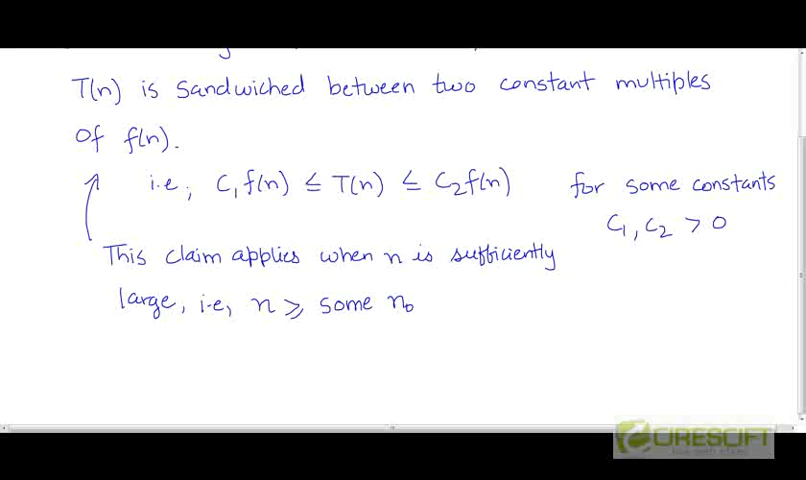 T(n) is sandwiched between two constant multiples
of f(n).
i.e, C₁f(n) ≤ T(n) ≤ C₂f(n) for some constants
C₁, C₂ > 0
This claim applies when n is sufficiently
large, i.e, n ≥ some n₀
CIRESCIFT